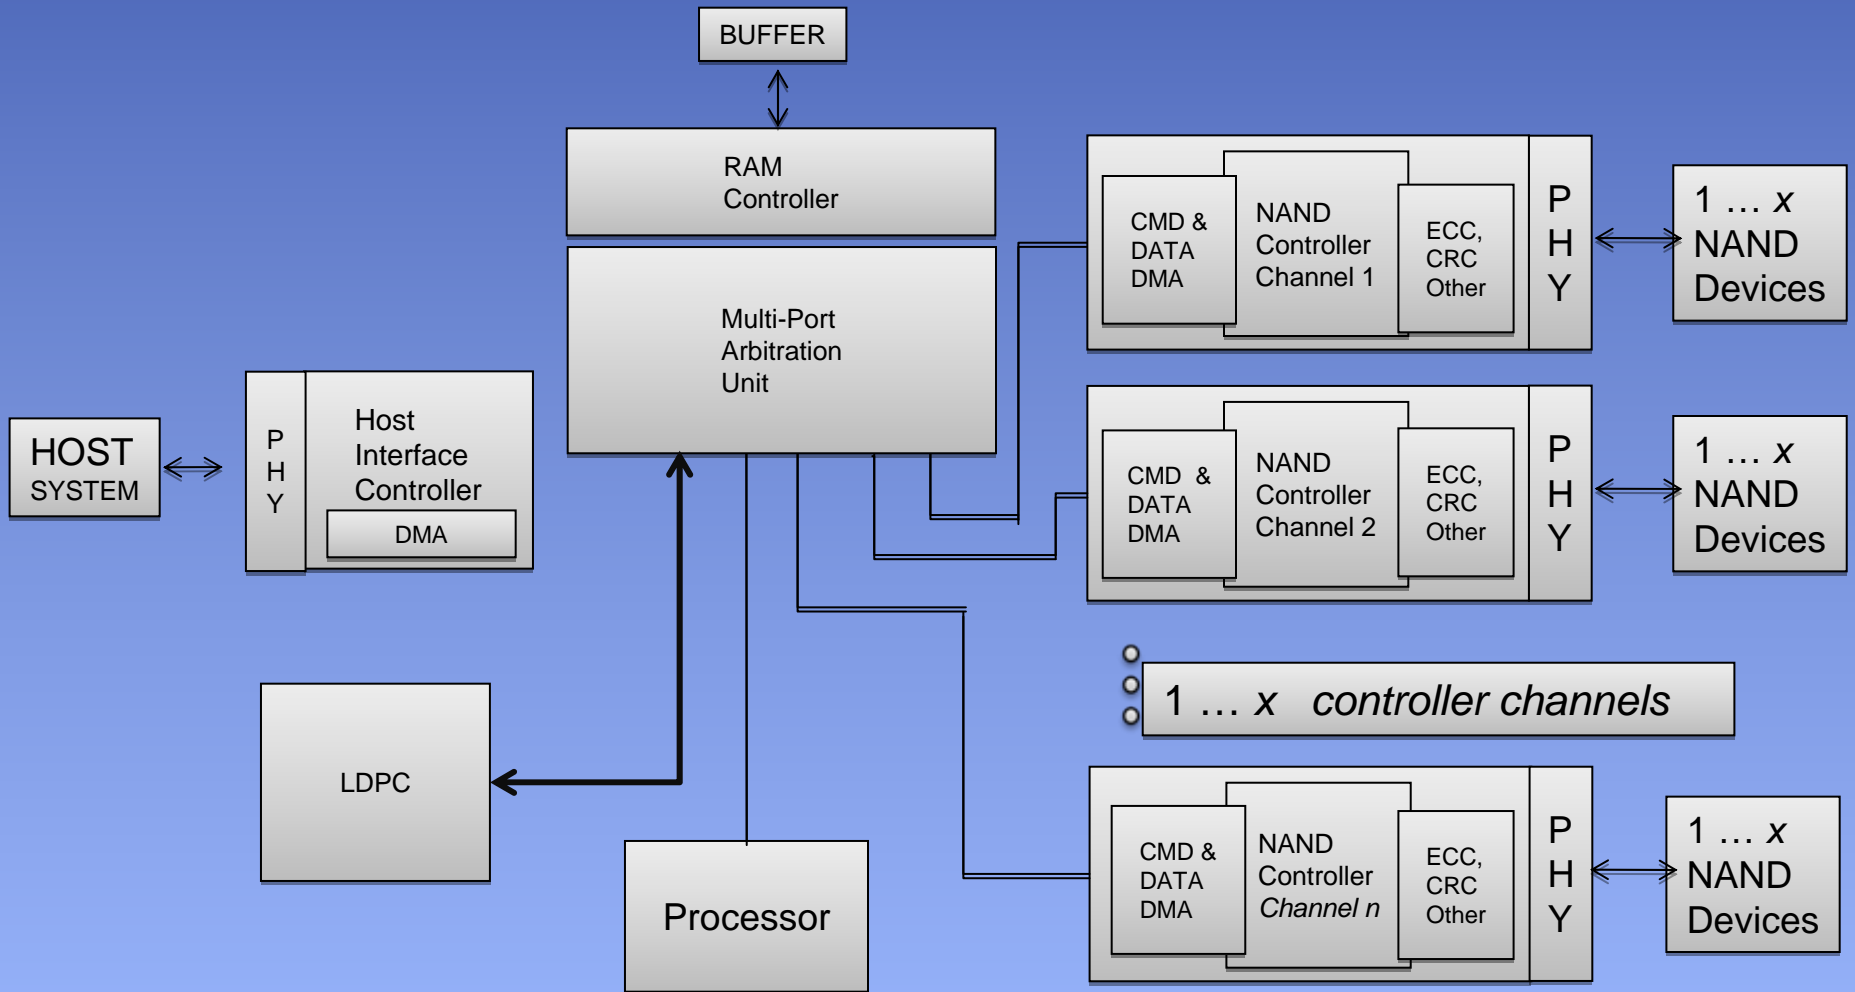 BUFFER
RAM
Controller
Multi-Port
Arbitration
Unit
HOST
SYSTEM
P
H
Y
Host
Interface
Controller
DMA
LDPC
Processor
CMD &
DATA
DMA
NAND
Controller
Channel 1
ECC,
CRC
Other
P
H
Y
1 … x
NAND
Devices
CMD &
DATA
DMA
NAND
Controller
Channel 2
ECC,
CRC
Other
P
H
Y
1 … x
NAND
Devices
1 … x controller channels
CMD &
DATA
DMA
NAND
Controller
Channel n
ECC,
CRC
Other
P
H
Y
1 … x
NAND
Devices